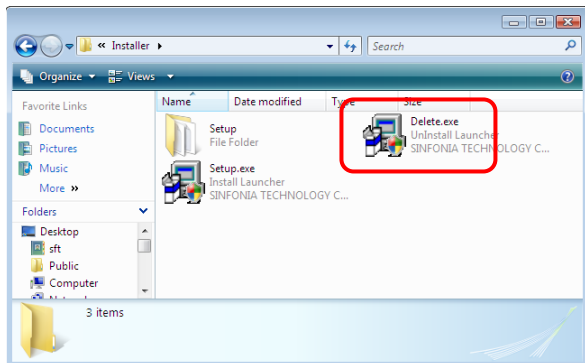 « Installer
Search
Organize
Views
Favorite Links
Documents
Pictures
Music
More »
Folders
Desktop
sft
Public
Computer
Name
Date modified
Type
Size
Setup
File Folder
Setup.exe
Install Launcher
SINFONIA TECHNOLOGY C...
Delete.exe
UnInstall Launcher
SINFONIA TECHNOLOGY C...
3 items